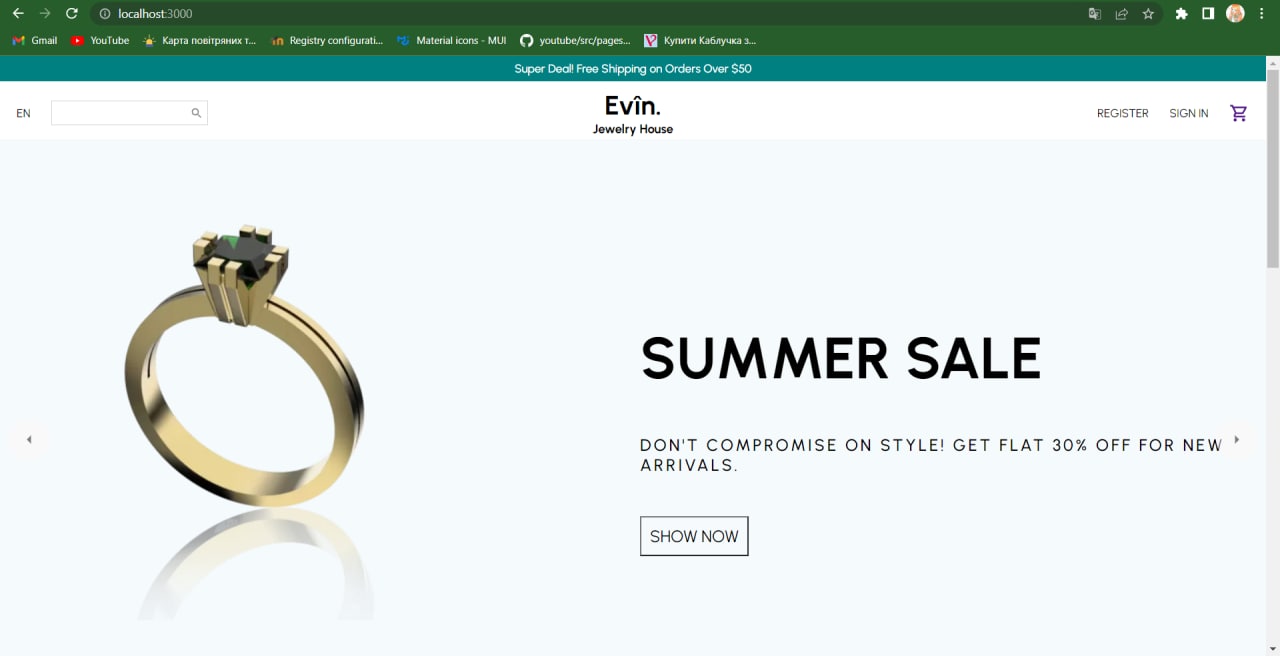 localhost:3000
Gmail YouTube Карта повітряних т... Registry configurati... Material icons - MUI youtube/src/pages... Купити Каблучка з...
Super Deal! Free Shipping on Orders Over $50
EN
Evîn.
Jewelry House
REGISTER SIGN IN
SUMMER SALE
DON'T COMPROMISE ON STYLE! GET FLAT 30% OFF FOR NEW
ARRIVALS.
SHOW NOW